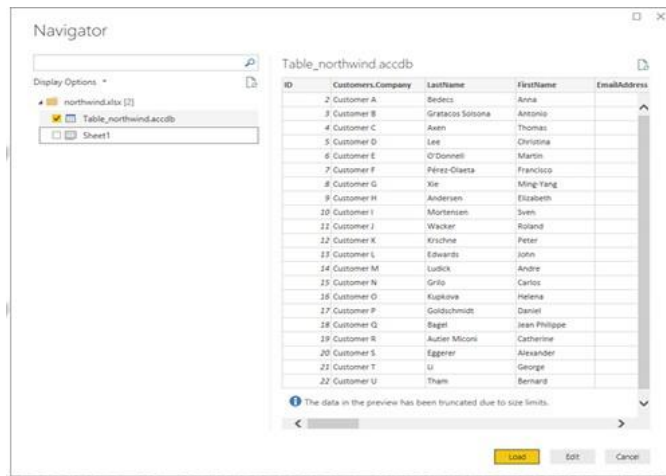 Navigator
Display Options
northwind.xlsx [2]
Table_northwind.accdb
Sheet1
Table_northwind.accdb
ID Customers.Company LastName FirstName EmailAddress
2 Customer A Bedecs Anna
3 Customer B Gratacos Solsona Antonio
4 Customer C Axen Thomas
5 Customer D Lee Christina
6 Customer E O'Donnell Martin
7 Customer F Pérez-Olaeta Francisco
8 Customer G Xie Ming-Yang
9 Customer H Andersen Elizabeth
10 Customer I Mortensen Sven
11 Customer J Wacker Roland
12 Customer K Krschne Peter
13 Customer L Edwards John
14 Customer M Ludick Andre
15 Customer N Grilo Carlos
16 Customer O Kupkova Helena
17 Customer P Goldschmidt Daniel
18 Customer Q Bagel Jean Philippe
19 Customer R Autier Miconi Catherine
20 Customer S Eggerer Alexander
21 Customer T Li George
22 Customer U Tham Bernard
The data in the preview has been truncated due to size limits.
Load Edit Cancel